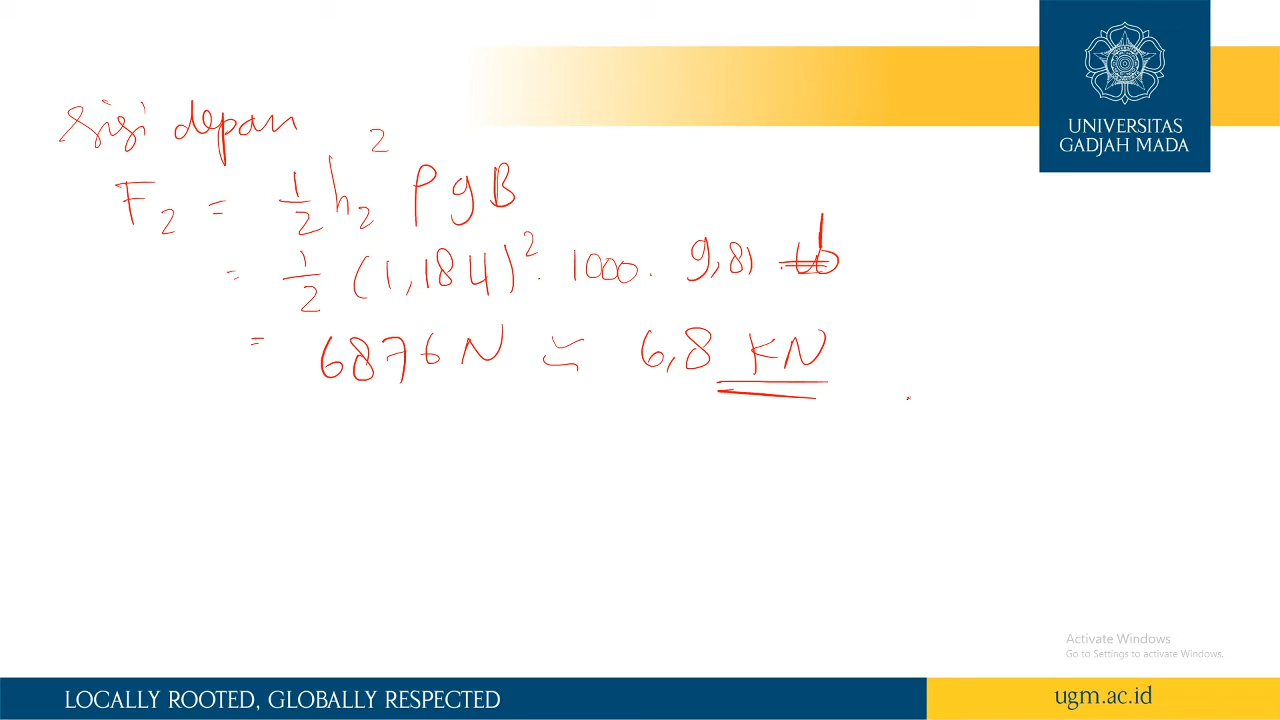 UNIVERSITAS
GADJAH MADA
sisi depan
F₂ = 1/2 h₂² ρ g B
= 1/2 (1,184)² . 1000 . 9,81 . 1
= 6876 N ≃ 6,8 KN
Activate Windows
Go to Settings to activate Windows.
LOCALLY ROOTED, GLOBALLY RESPECTED
ugm.ac.id